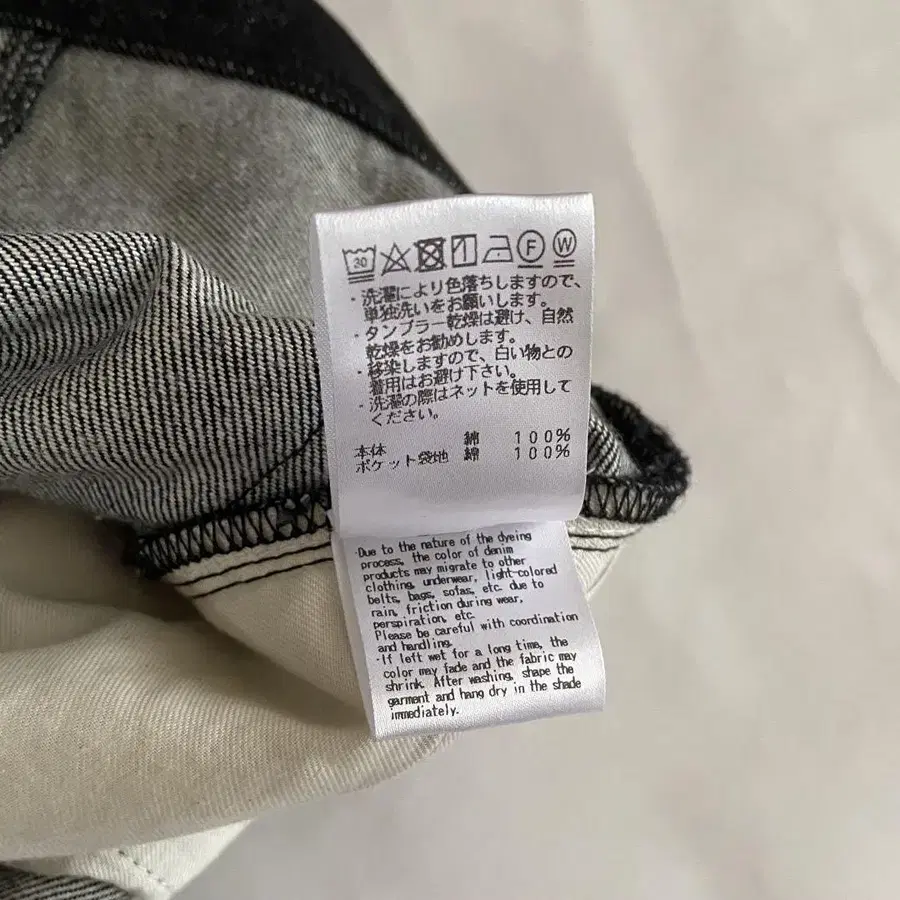 30 F W
・洗濯により色落ちしますので、
単独洗いをお願いします。
・タンブラー乾燥は避け、自然
乾燥をお勧めします。
・移染しますので、白い物との
着用はお避け下さい。
・洗濯の際はネットを使用して
ください。
本体 綿 100%
ポケット袋地 綿 100%
·Due to the nature of the dyeing
process, the color of denim
products may migrate to other
clothing, underwear, light-colored
belts, bags, sofas, etc. due to
rain, friction during wear,
perspiration, etc.
Please be careful with coordination
and handling.
·If left wet for a long time, the
color may fade and the fabric may
shrink. After washing, shape the
garment and hang dry in the shade
immediately.